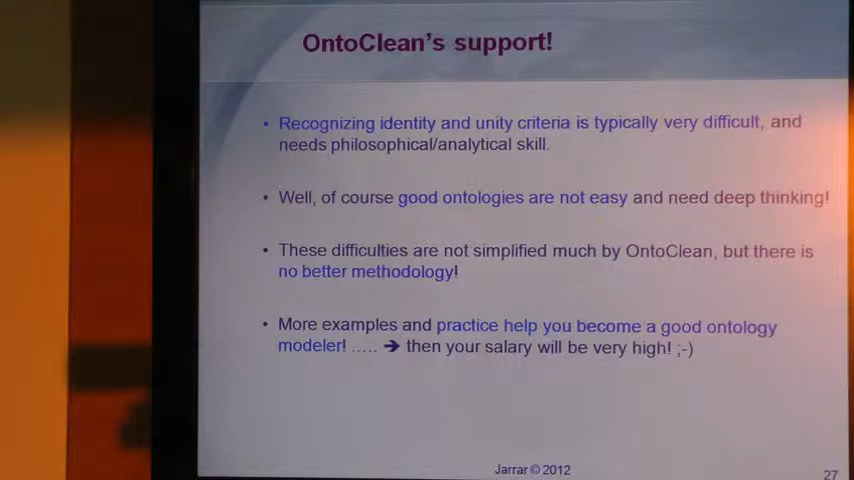 OntoClean's support!
• Recognizing identity and unity criteria is typically very difficult, and
needs philosophical/analytical skill.
• Well, of course good ontologies are not easy and need deep thinking!
• These difficulties are not simplified much by OntoClean, but there is
no better methodology!
• More examples and practice help you become a good ontology
modeler! ..... ➔ then your salary will be very high! ;-)
Jarrar © 2012
27